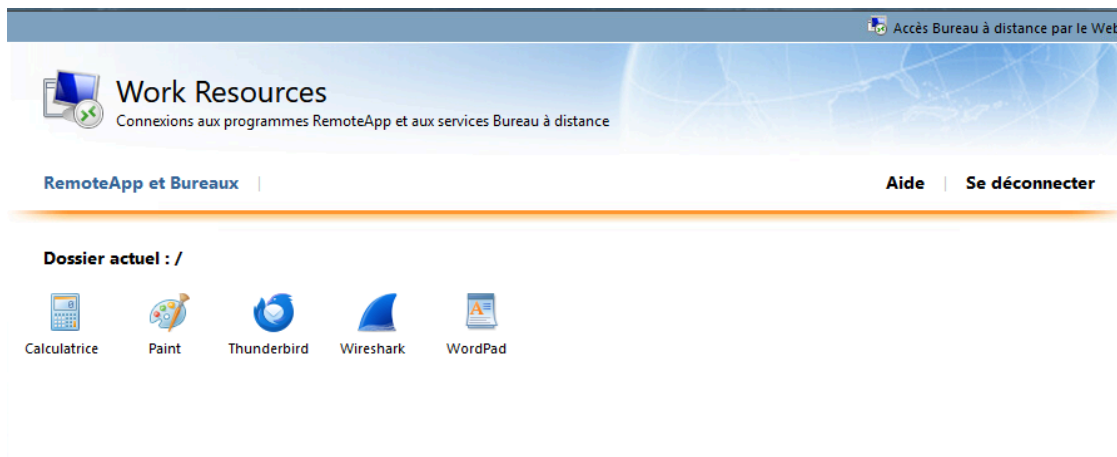 Accès Bureau à distance par le Web
Work Resources
Connexions aux programmes RemoteApp et aux services Bureau à distance
RemoteApp et Bureaux | Aide | Se déconnecter
Dossier actuel : /
Calculatrice Paint Thunderbird Wireshark WordPad